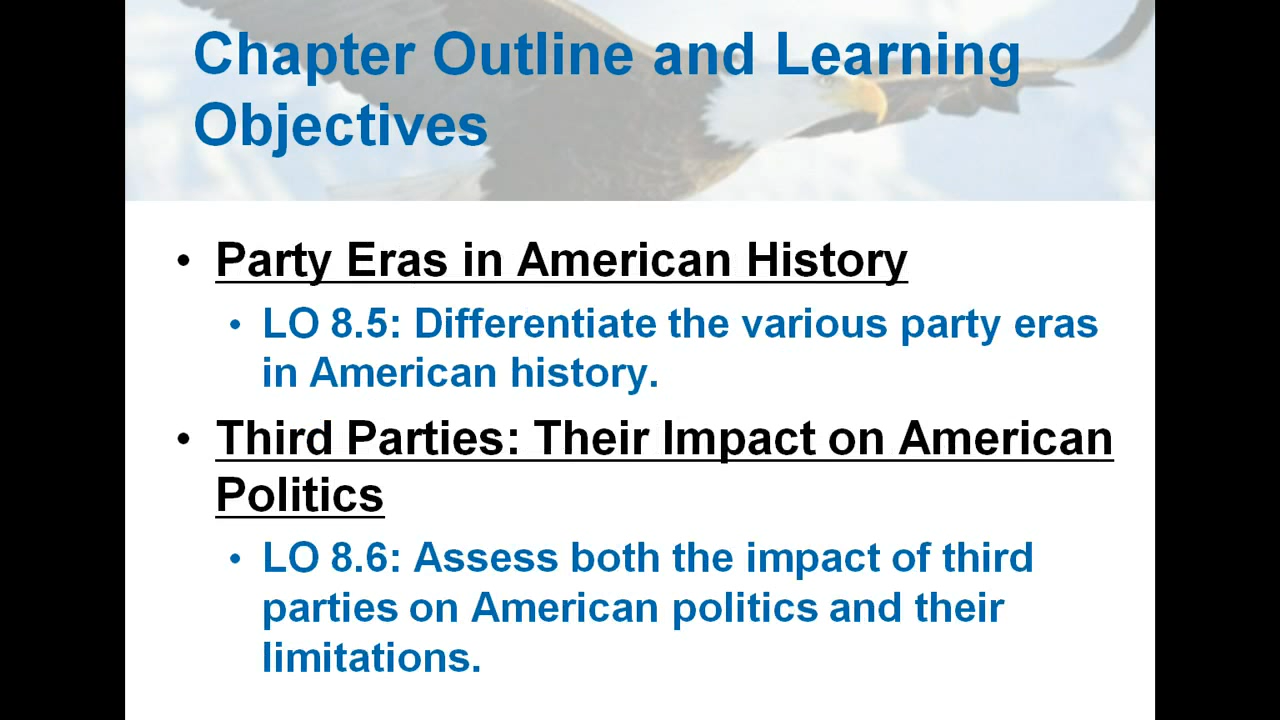 Chapter Outline and Learning
Objectives
• Party Eras in American History
• LO 8.5: Differentiate the various party eras
in American history.
• Third Parties: Their Impact on American
Politics
• LO 8.6: Assess both the impact of third
parties on American politics and their
limitations.